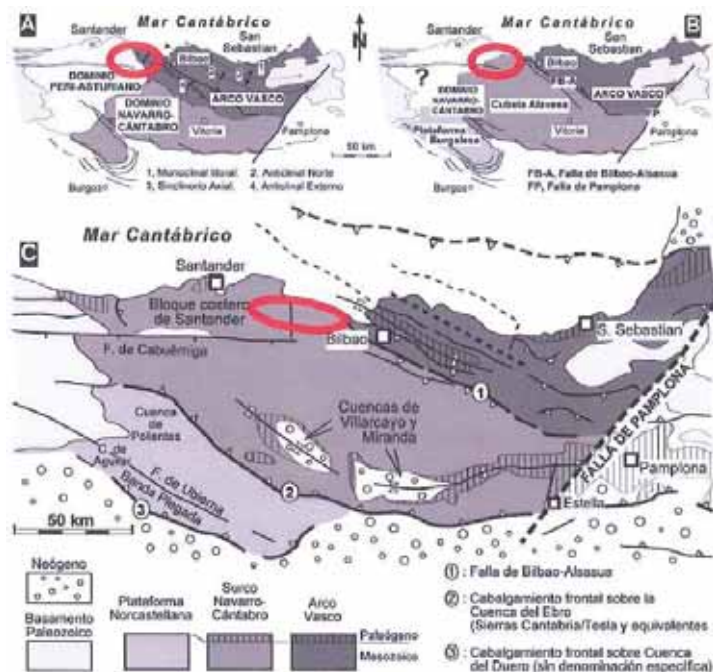 A
Mar Cantábrico
Santander
San
Sebastian
Bilbao
DOMINIO
PERI-ASTURIANO
DOMINIO
NAVARRO-
CÁNTABRO
ARCO VASCO
Vitoria
Pamplona
Burgos
1, Monoclinal litoral. 2. Anticlinal Norte
3, Sinclinorio Axial. 4. Anticlinal Externo
N
50 km
B
Mar Cantábrico
Santander
San
Sebastian
Bilbao
FB-A
?
DOMINIO
NAVARRO-
CÁNTABRO
Cubeta Alavesa
ARCO VASCO
Plataforma
Burgalesa
Vitoria
Pamplona
Burgos
FB-A, Falla de Bilbao-Alsasua
FP, Falla de Pamplona
C
Mar Cantábrico
Santander
Bloque costero
de Santander
Bilbao
S. Sebastian
F. de Cabuérniga
1
Cuenca
de Polientes
Cuencas de
Villarcayo y
Miranda
FALLA DE PAMPLONA
Pamplona
F. de Ubierna
Banda Plegada
2
3
Estella
50 km
Neógeno
Basamento
Paleozoico
Plataforma
Norcastellana
Surco
Navarro-
Cántabro
Arco
Vasco
Paleógeno
Mesozoico
1 : Falla de Bilbao-Alsasua
2 : Cabalgamiento frontal sobre la
Cuenca del Ebro
(Sierras Cantabria/Tesla y equivalentes
3 : Cabalgamiento frontal sobre Cuenca
del Duero (sin denominación específica)